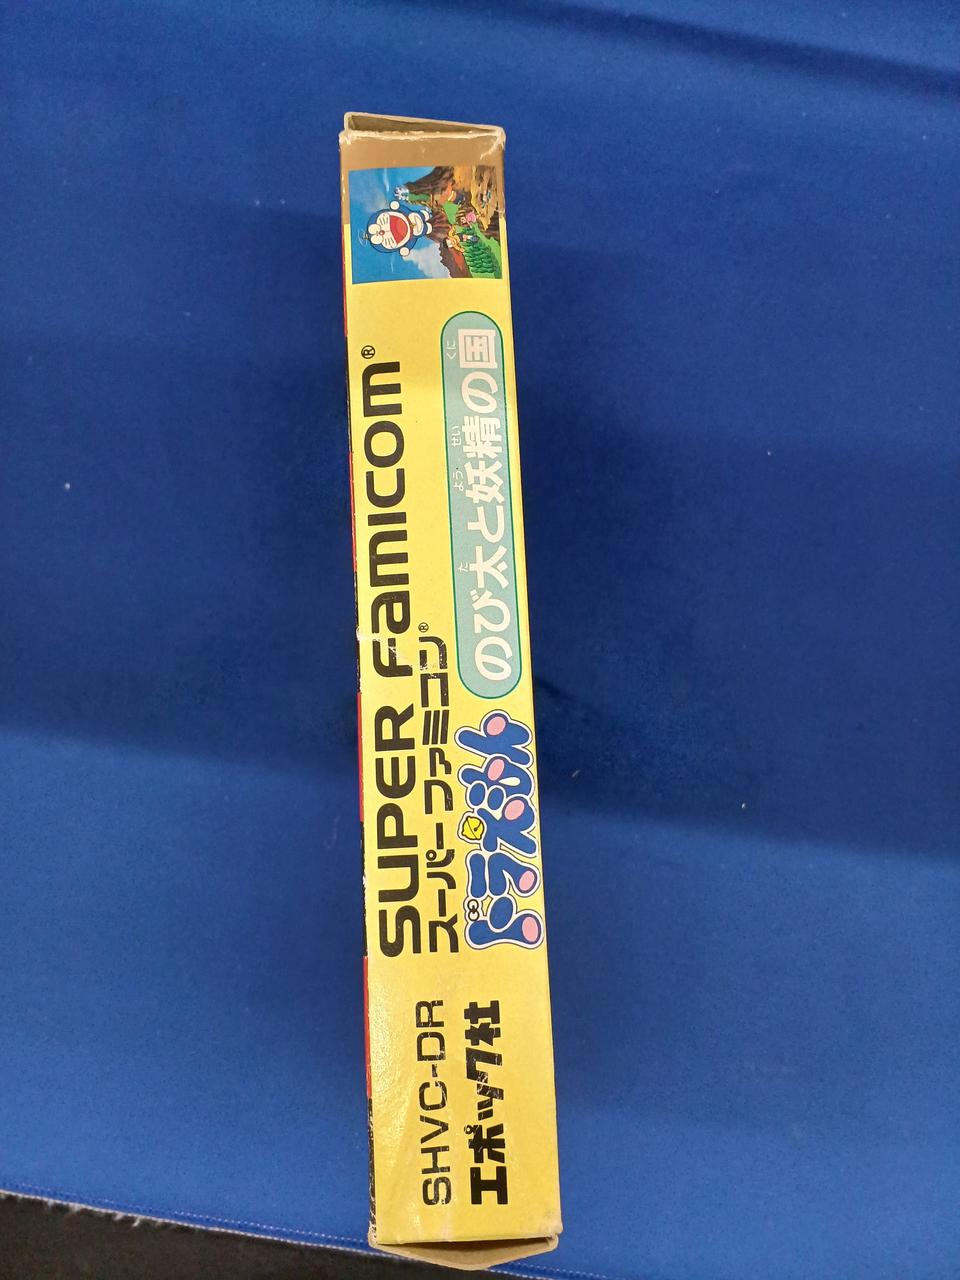 SHVC-DR
エポック社
SUPER FAMICOM®
スーパーファミコン®
ドラえもん
のび太と妖精の国
た
よう
せい
くに